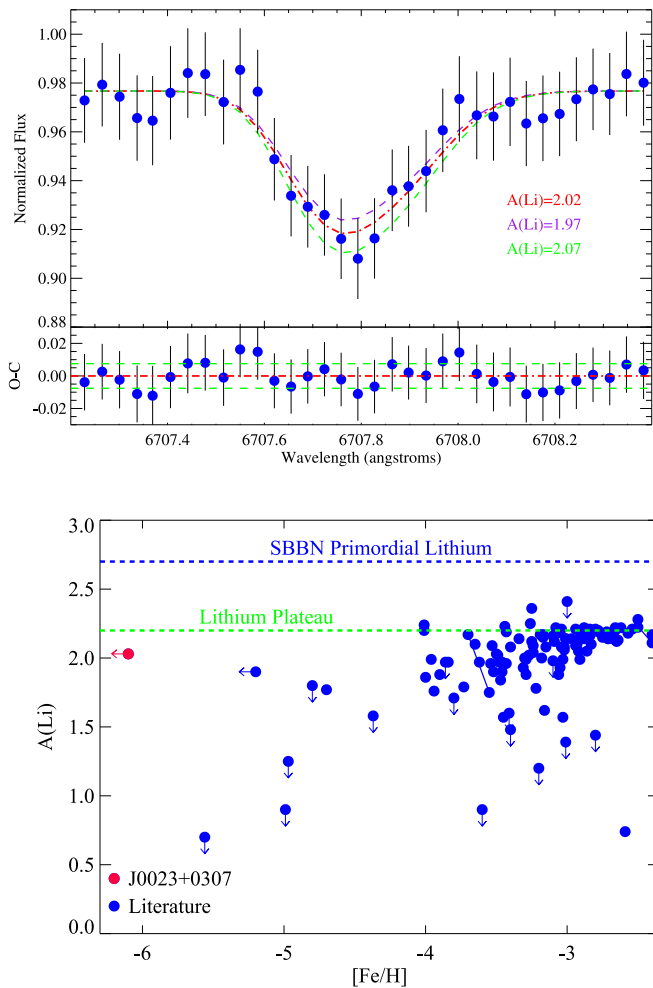 1.00
0.98
0.96
0.94
0.92
0.90
0.88
Normalized Flux
A(Li)=2.02
A(Li)=1.97
A(Li)=2.07
0.02
0.00
-0.02
O-C
6707.4
6707.6
6707.8
6708.0
6708.2
Wavelength (angstroms)
3.0
2.5
2.0
1.5
1.0
0.5
0.0
A(Li)
SBBN Primordial Lithium
Lithium Plateau
J0023+0307
Literature
-6
-5
-4
-3
[Fe/H]